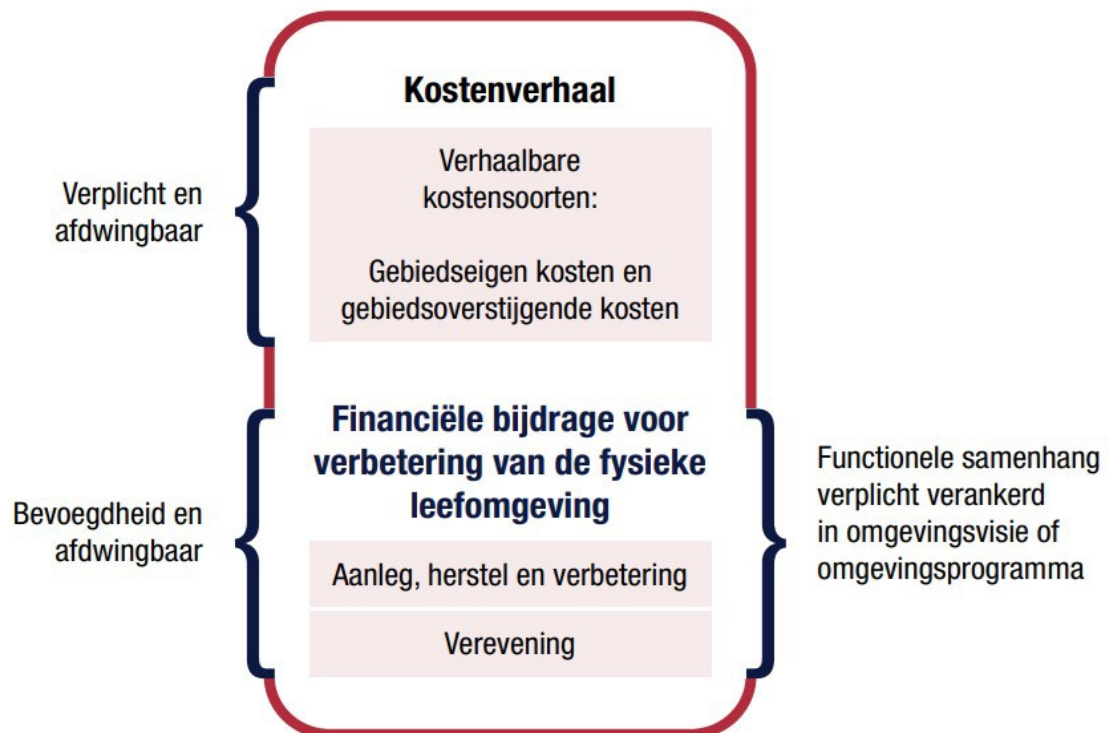 Kostenverhaal
Verplicht en
afdwingbaar
Verhaalbare
kostensoorten:
Gebiedseigen kosten en
gebiedsoverstijgende kosten
Bevoegdheid en
afdwingbaar
Financiële bijdrage voor
verbetering van de fysieke
leefomgeving
Aanleg, herstel en verbetering
Verevening
Functionele samenhang
verplicht verankerd
in omgevingsvisie of
omgevingsprogramma